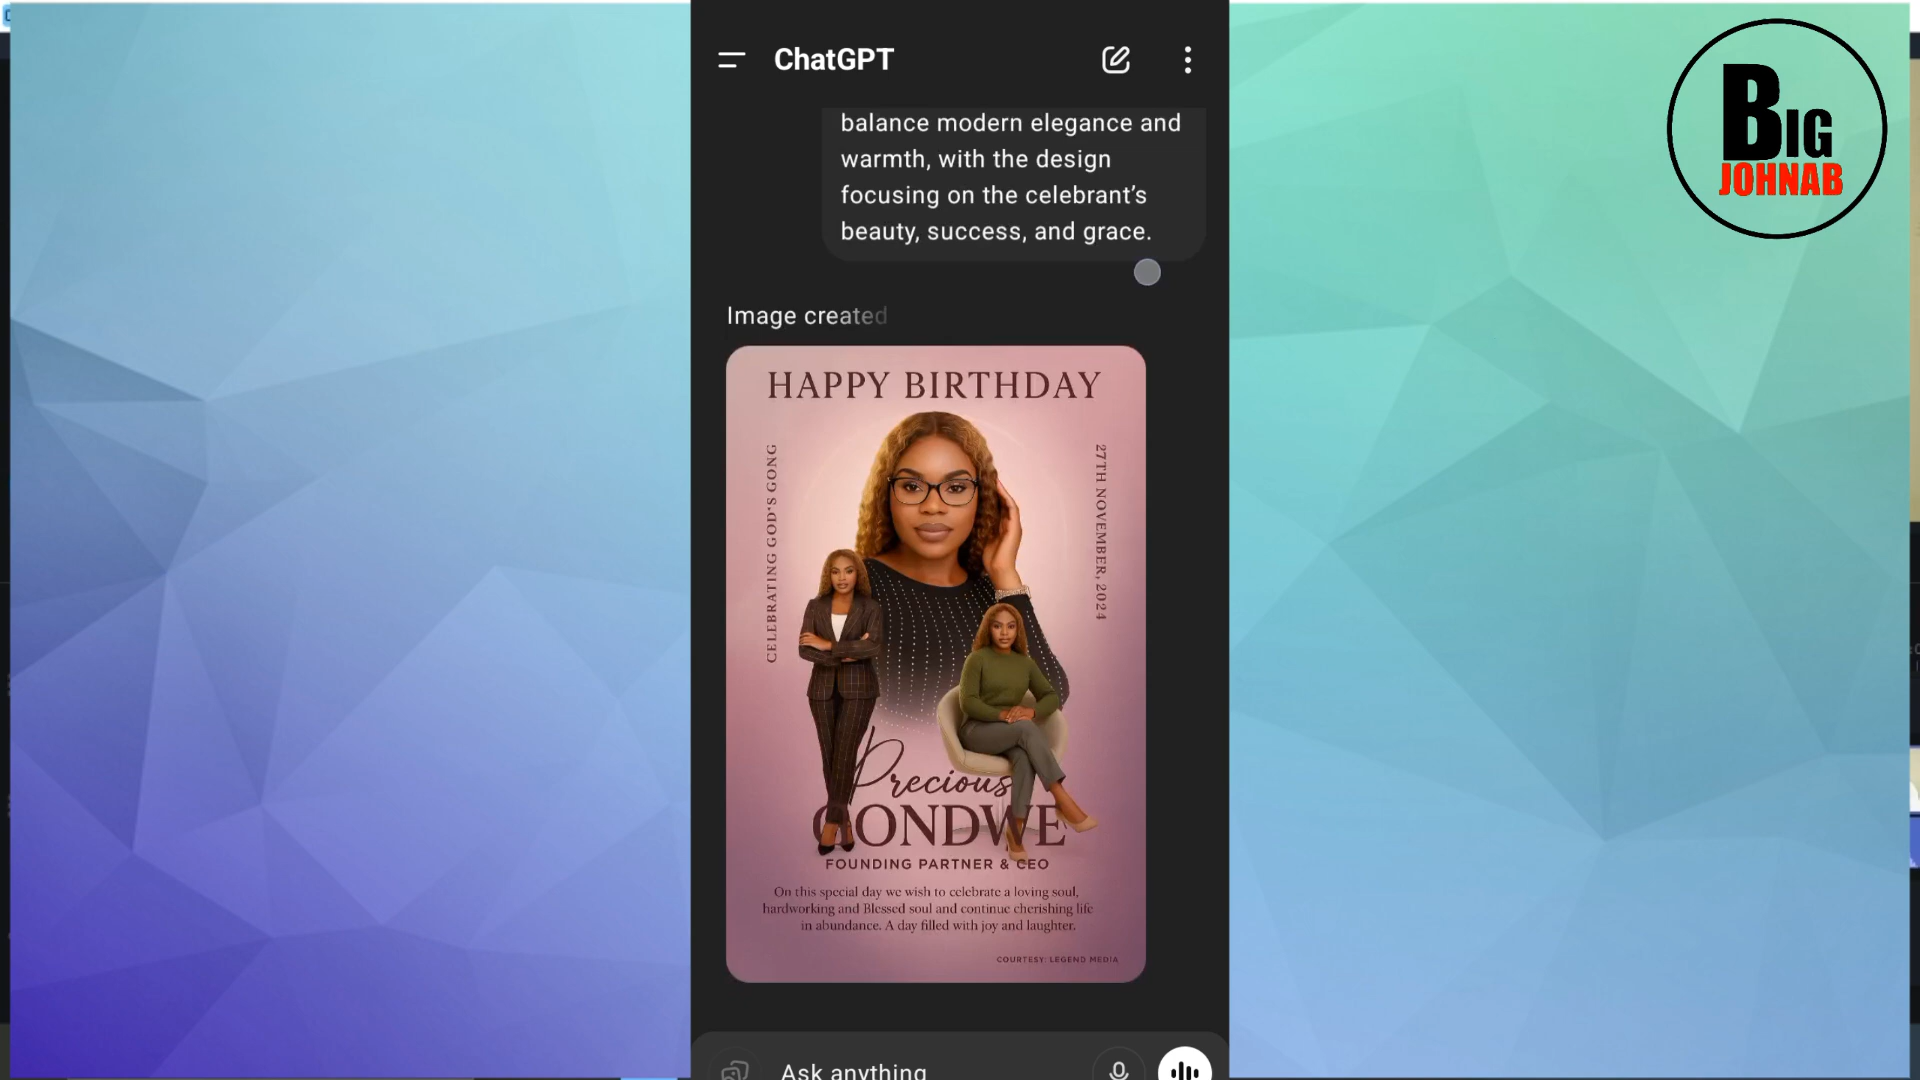 ChatGPT
BIG
JOHNAB
balance modern elegance and
warmth, with the design
focusing on the celebrant’s
beauty, success, and grace.
Image created
HAPPY BIRTHDAY
CELEBRATING GOD'S GONG
27TH NOVEMBER, 2024
Precious
GONDWE
FOUNDING PARTNER & CEO
On this special day we wish to celebrate a loving soul,
hardworking and Blessed soul and continue cherishing life
in abundance. A day filled with joy and laughter.
COURTESY: LEGEND MEDIA
Ask anything